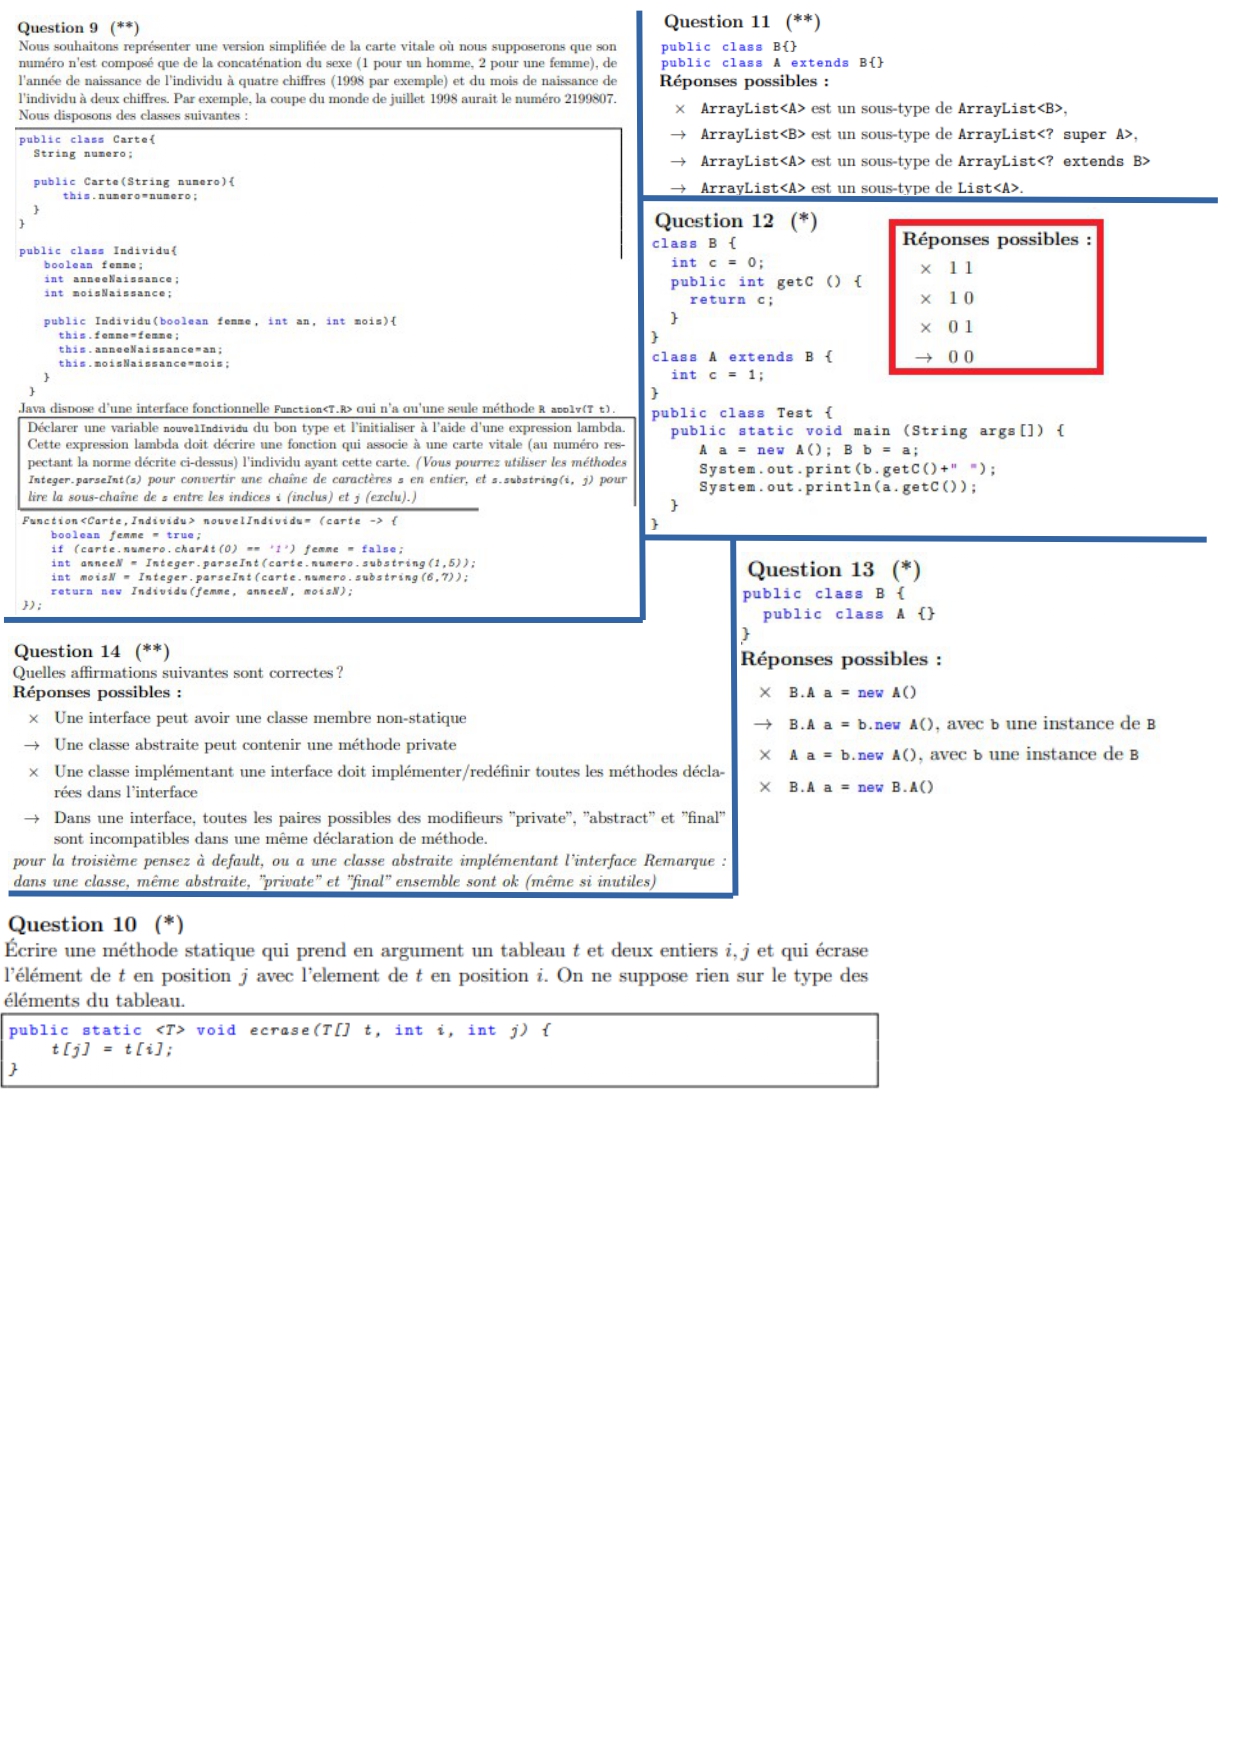 Question 9 (**)
Nous souhaitons représenter une version simplifiée de la carte vitale où nous supposerons que son
numéro n'est composé que de la concaténation du sexe (1 pour un homme, 2 pour une femme), de
l'année de naissance de l'individu à quatre chiffres (1998 par exemple) et du mois de naissance de
l'individu à deux chiffres. Par exemple, la coupe du monde de juillet 1998 aurait le numéro 2199807.
Nous disposons des classes suivantes :
public class Carte{
String numero;
public Carte(String numero){
this.numero=numero;
}
}
public class Individu{
boolean femme;
int anneeNaissance;
int moisNaissance;
public Individu(boolean femme, int an, int mois){
this.femme=femme;
this.anneeNaissance=an;
this.moisNaissance=mois;
}
}
Java dispose d'une interface fonctionnelle Function<T,R> qui n'a qu'une seule méthode R apply(T t).
Déclarer une variable nouvelIndividu du bon type et l'initialiser à l'aide d'une expression lambda.
Cette expression lambda doit décrire une fonction qui associe à une carte vitale (au numéro res-
pectant la norme décrite ci-dessus) l'individu ayant cette carte. (Vous pourrez utiliser les méthodes
Integer.parseInt(s) pour convertir une chaîne de caractères s en entier, et s.substring(i, j) pour
lire la sous-chaîne de s entre les indices i (inclus) et j (exclu).)
Function<Carte,Individu> nouvelIndividu= (carte -> {
boolean femme = true;
if (carte.numero.charAt(0) == '1') femme = false;
int anneeN = Integer.parseInt(carte.numero.substring(1,5));
int moisN = Integer.parseInt(carte.numero.substring(6,7));
return new Individu(femme, anneeN, moisN);
});
Question 11 (**)
public class B{}
public class A extends B{}
Réponses possibles :
× ArrayList<A> est un sous-type de ArrayList<B>,
→ ArrayList<B> est un sous-type de ArrayList<? super A>,
→ ArrayList<A> est un sous-type de ArrayList<? extends B>
→ ArrayList<A> est un sous-type de List<A>.
Question 12 (*)
class B {
int c = 0;
public int getC () {
return c;
}
}
class A extends B {
int c = 1;
}
public class Test {
public static void main (String args[]) {
A a = new A(); B b = a;
System.out.print(b.getC()+" ");
System.out.println(a.getC());
}
}
Réponses possibles :
× 1 1
× 1 0
× 0 1
→ 0 0
Question 13 (*)
public class B {
public class A {}
}
Réponses possibles :
× B.A a = new A()
→ B.A a = b.new A(), avec b une instance de B
× A a = b.new A(), avec b une instance de B
× B.A a = new B.A()
Question 14 (**)
Quelles affirmations suivantes sont correctes ?
Réponses possibles :
× Une interface peut avoir une classe membre non-statique
→ Une classe abstraite peut contenir une méthode private
× Une classe implémentant une interface doit implémenter/redéfinir toutes les méthodes décla-
rées dans l'interface
→ Dans une interface, toutes les paires possibles des modifieurs "private", "abstract" et "final"
sont incompatibles dans une même déclaration de méthode.
pour la troisième pensez à default, ou a une classe abstraite implémentant l'interface Remarque :
dans une classe, même abstraite, "private" et "final" ensemble sont ok (même si inutiles)
Question 10 (*)
Écrire une méthode statique qui prend en argument un tableau t et deux entiers i, j et qui écrase
l'élément de t en position j avec l'element de t en position i. On ne suppose rien sur le type des
éléments du tableau.
public static <T> void ecrase(T[] t, int i, int j) {
t[j] = t[i];
}